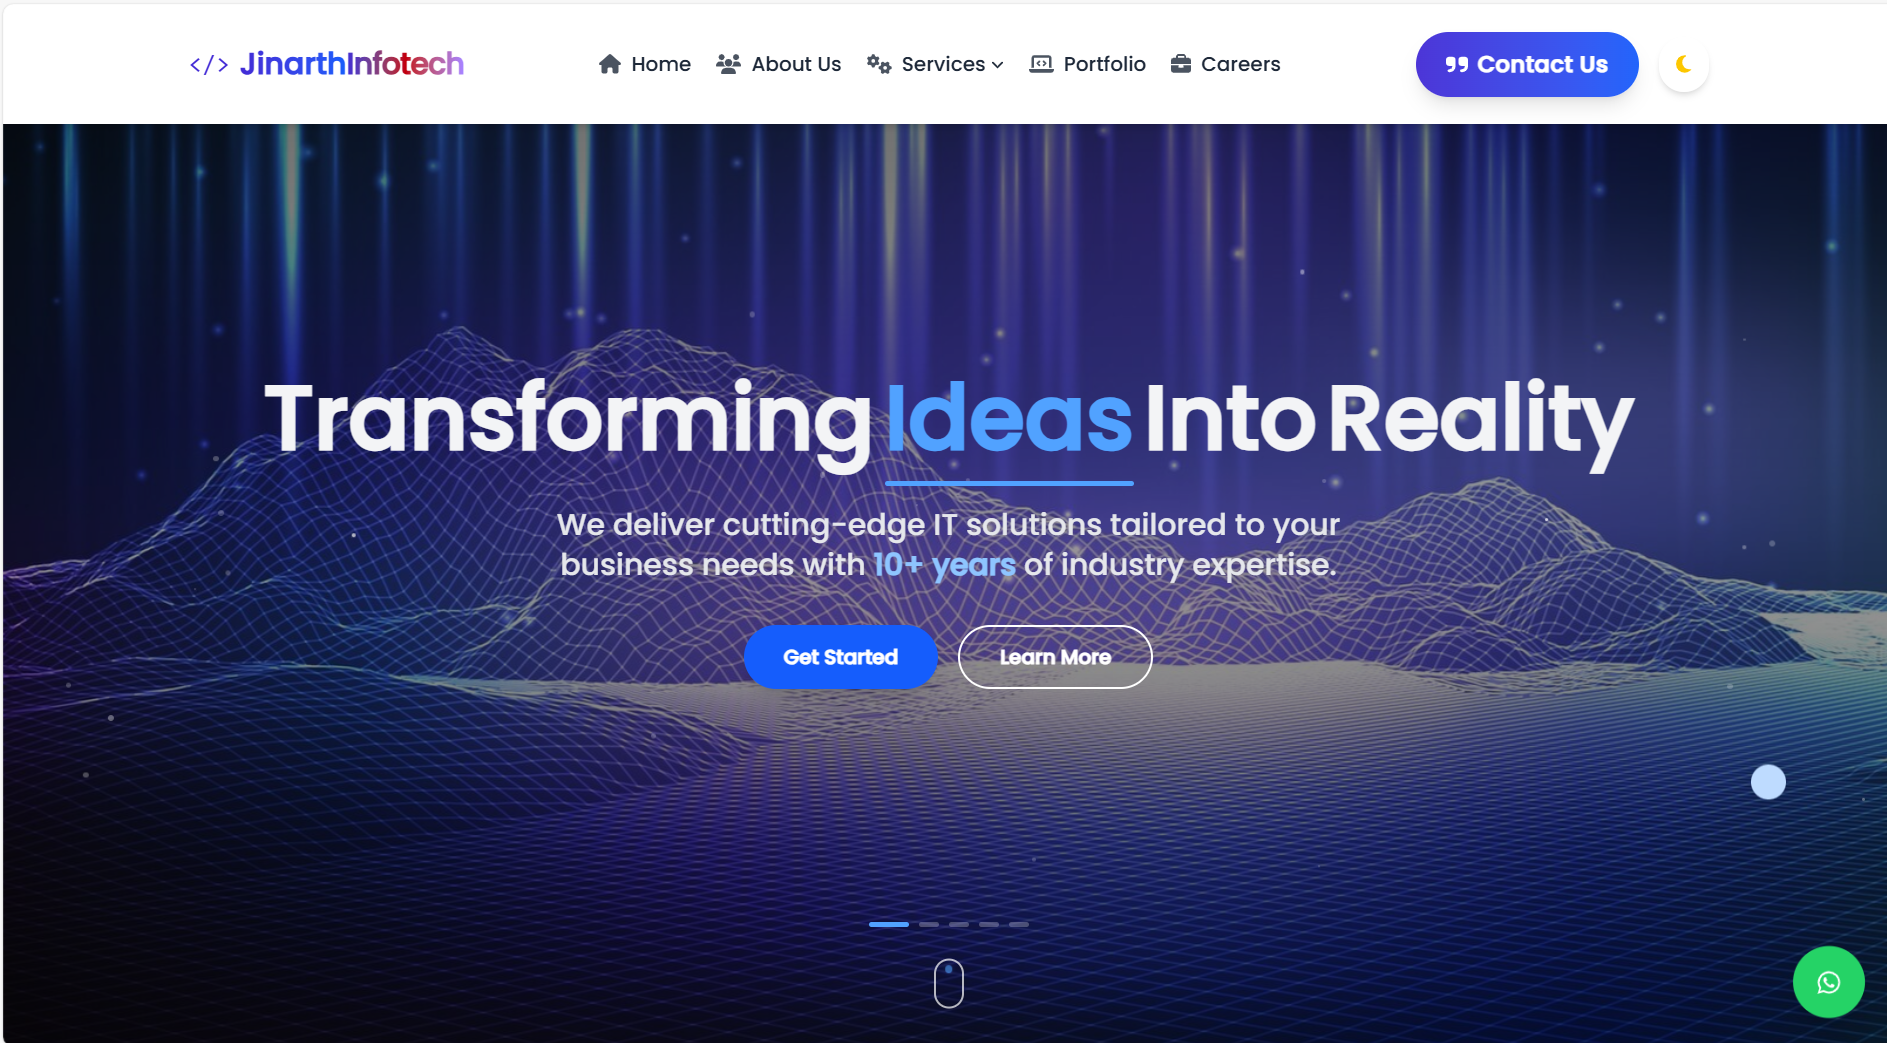 </> JinarthInfotech
Home About Us Services Portfolio Careers
Contact Us
Transforming Ideas Into Reality
We deliver cutting-edge IT solutions tailored to your
business needs with 10+ years of industry expertise.
Get Started Learn More